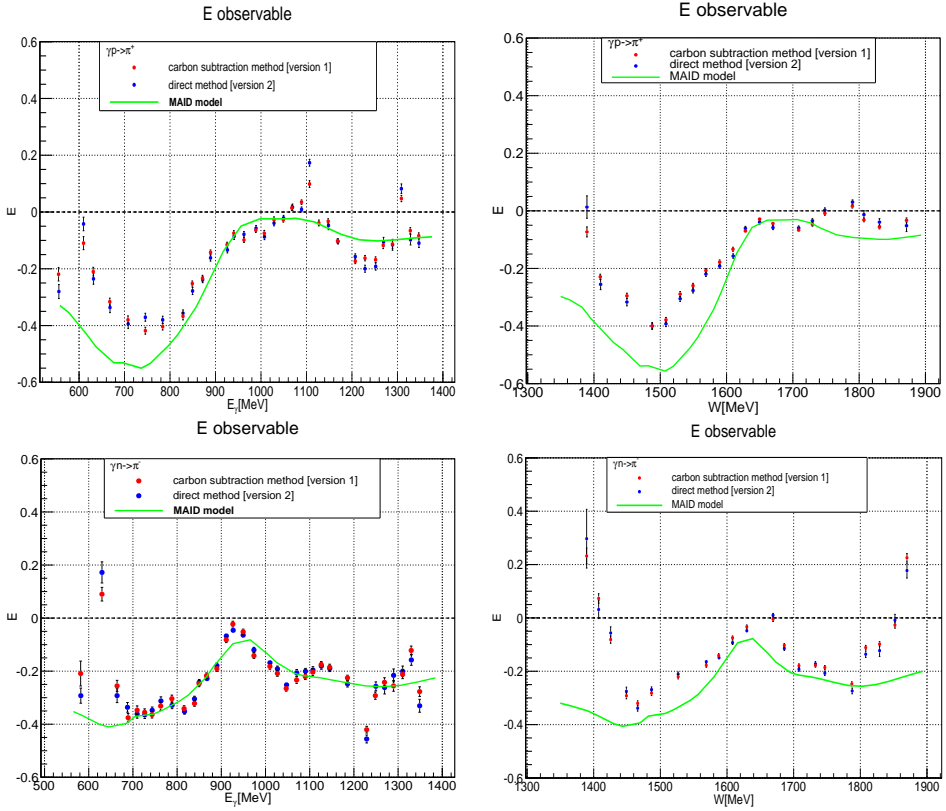 E observable
γp->π⁺
carbon subtraction method [version 1]
direct method [version 2]
MAID model
E
0.6
0.4
0.2
0
-0.2
-0.4
-0.6
500 600 700 800 900 1000 1100 1200 1300 1400
Eγ[MeV]
E observable
γp->π⁺
carbon subtraction method [version 1]
direct method [version 2]
MAID model
E
0.6
0.4
0.2
0
-0.2
-0.4
-0.6
1300 1400 1500 1600 1700 1800 1900
W[MeV]
E observable
γn->π⁻
carbon subtraction method [version 1]
direct method [version 2]
MAID model
E
0.6
0.4
0.2
0
-0.2
-0.4
-0.6
500 600 700 800 900 1000 1100 1200 1300 1400
Eγ[MeV]
E observable
γn->π⁻
carbon subtraction method [version 1]
direct method [version 2]
MAID model
E
0.6
0.4
0.2
0
-0.2
-0.4
-0.6
1300 1400 1500 1600 1700 1800 1900
W[MeV]